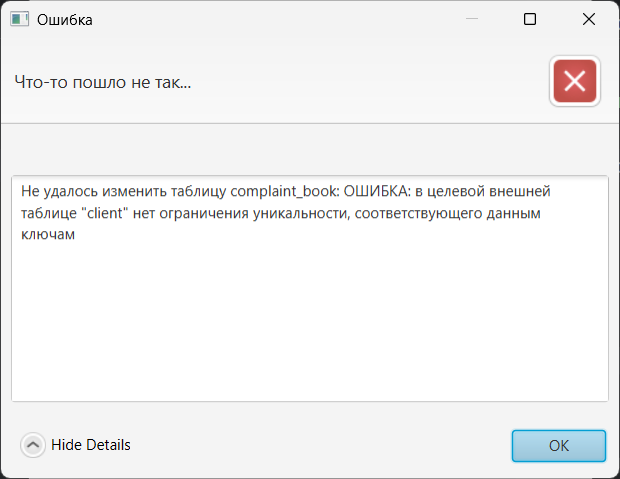 Ошибка
Что-то пошло не так...
Не удалось изменить таблицу complaint_book: ОШИБКА: в целевой внешней
таблице "client" нет ограничения уникальности, соответствующего данным
ключам
Hide Details
OK